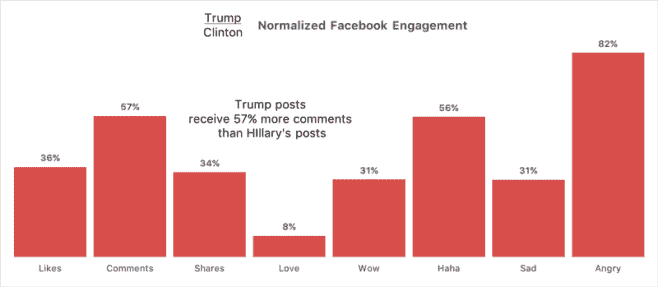 Trump
Clinton
Normalized Facebook Engagement
82%
57%
56%
36%
34%
31%
31%
8%
Trump posts
receive 57% more comments
than HIllary's posts
Likes Comments Shares Love Wow Haha Sad Angry